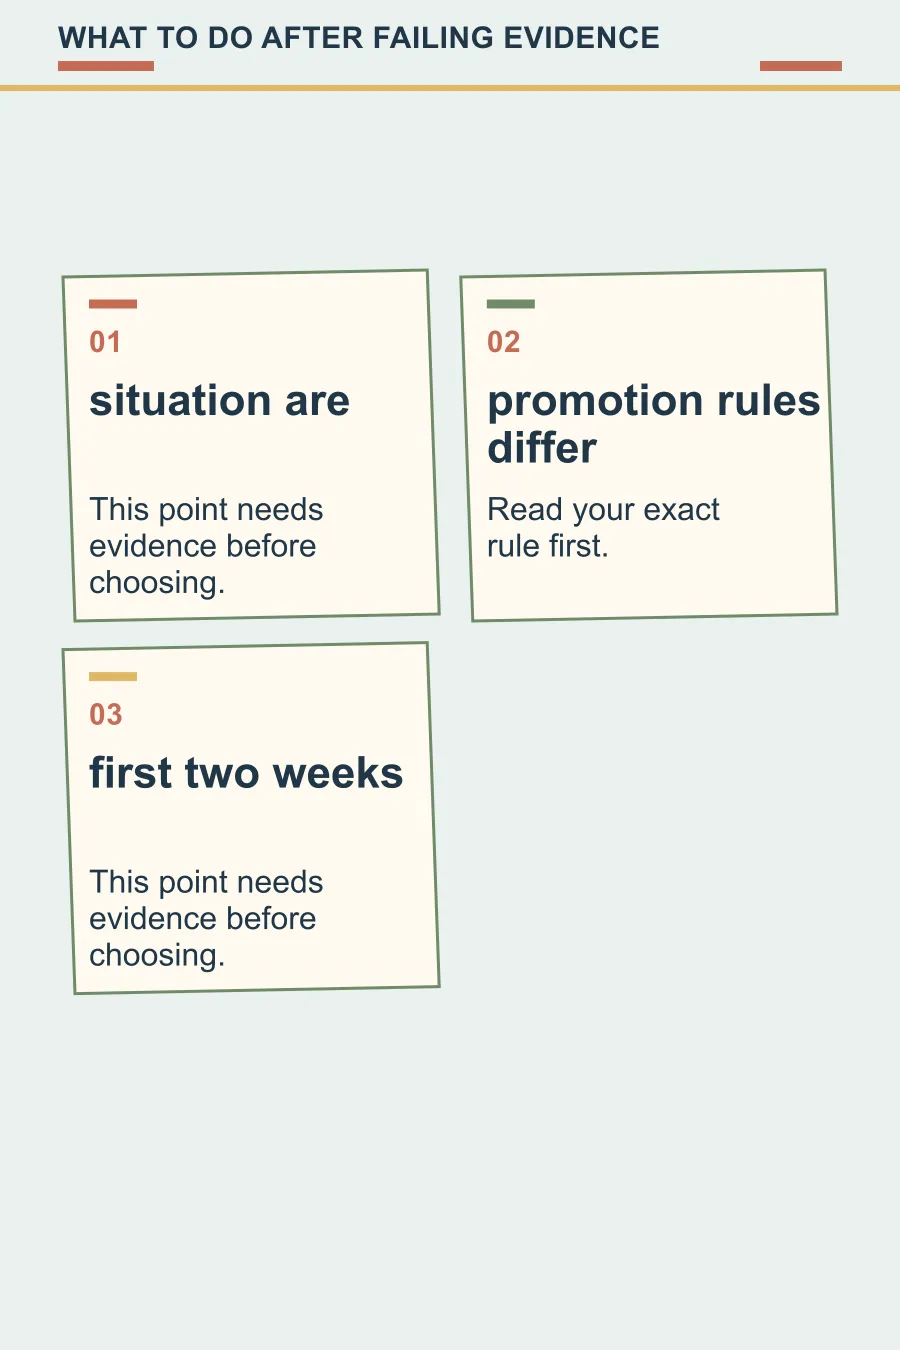 WHAT TO DO AFTER FAILING EVIDENCE
01
situation are
This point needs
evidence before
choosing.
02
promotion rules
differ
Read your exact
rule first.
03
first two weeks
This point needs
evidence before
choosing.